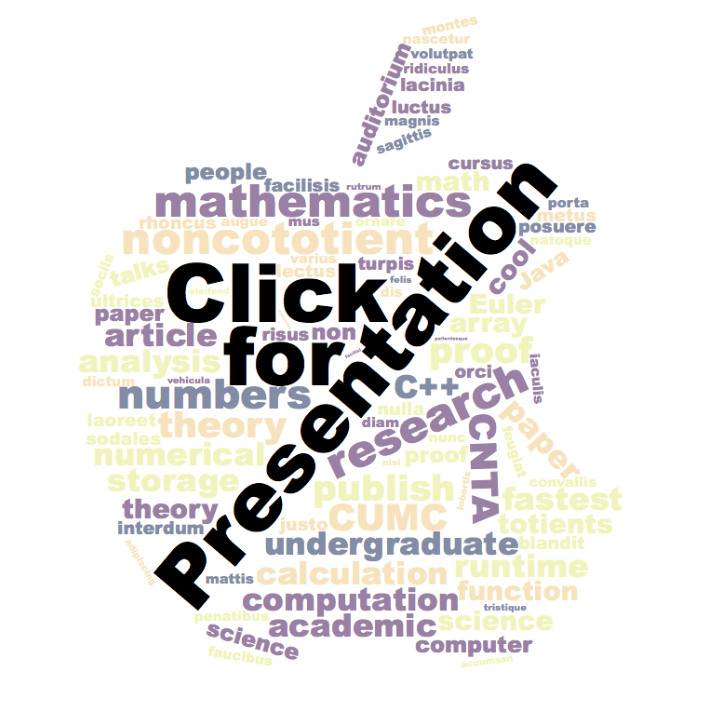 montes
nascetur
volutpat
ridiculus
lacinia
auditorium
luctus
magnis
sagittis
cursus
people
facilisis
rutrum
math
mathematics
porta
metus
rhoncus
augue
mus
ornare
posuere
noncototient
natoque
cool
varius
turpis
sociis
talks
lectus
Java
felis
eleifend
dis
Click
ultrices
Euler
paper
array
article
risus
non
for
proof
Presentation
analysis
orci
iaculis
dictum
vehicula
numbers
C++
research
nulla
laoreet
theory
diam
paper
sodales
nunc
CNTA
feugiat
numerical
proof
nisi
storage
publish
lobortis
convallis
fastest
theory
CUMC
interdum
justo
totients
undergraduate
blandit
adipiscing
mattis
calculation
runtime
function
computation
tristique
penatibus
academic
science
science
computer
faucibus
accumsan